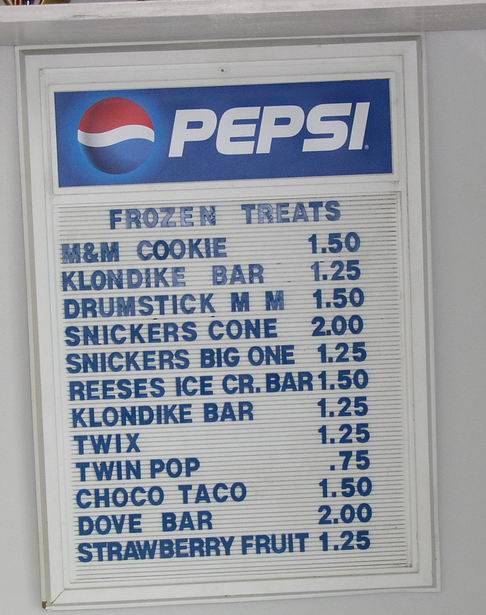 PEPSI
FROZEN TREATS
M&M COOKIE 1.50
KLONDIKE BAR 1.25
DRUMSTICK M M 1.50
SNICKERS CONE 2.00
SNICKERS BIG ONE 1.25
REESES ICE CR. BAR 1.50
KLONDIKE BAR 1.25
TWIX 1.25
TWIN POP .75
CHOCO TACO 1.50
DOVE BAR 2.00
STRAWBERRY FRUIT 1.25